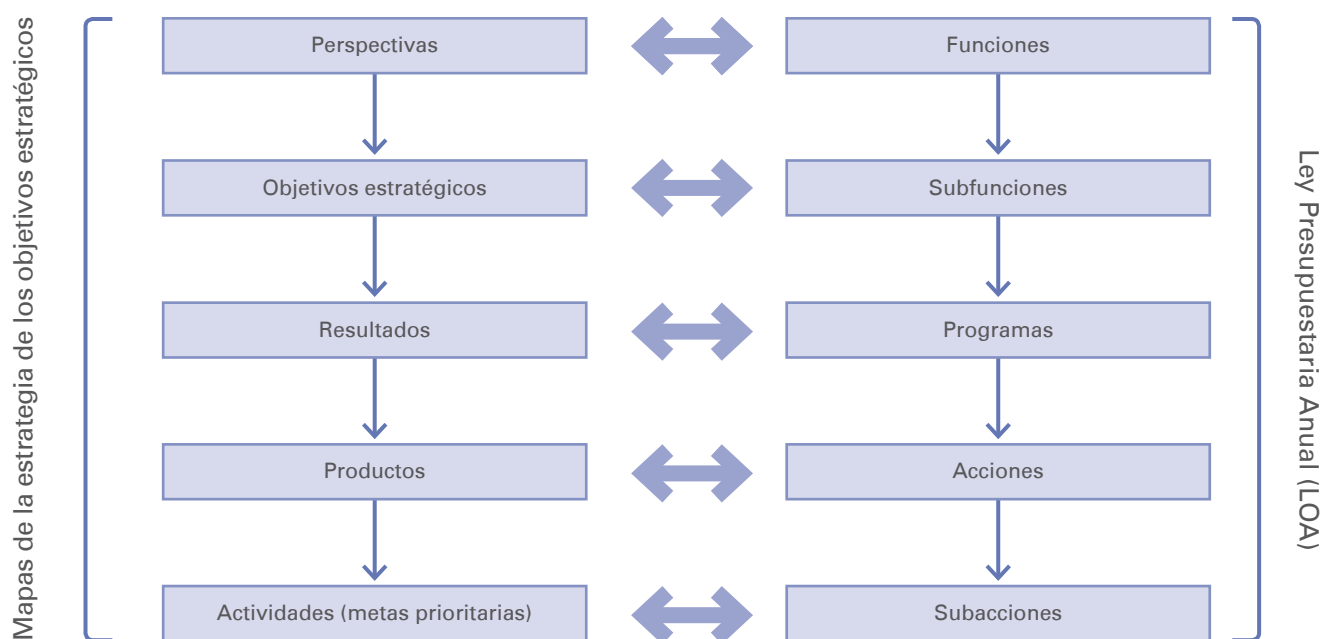 Mapas de la estrategia de los objetivos estratégicos
Perspectivas
Funciones
Objetivos estratégicos
Subfunciones
Resultados
Programas
Productos
Acciones
Actividades (metas prioritarias)
Subacciones
Ley Presupuestaria Anual (LOA)